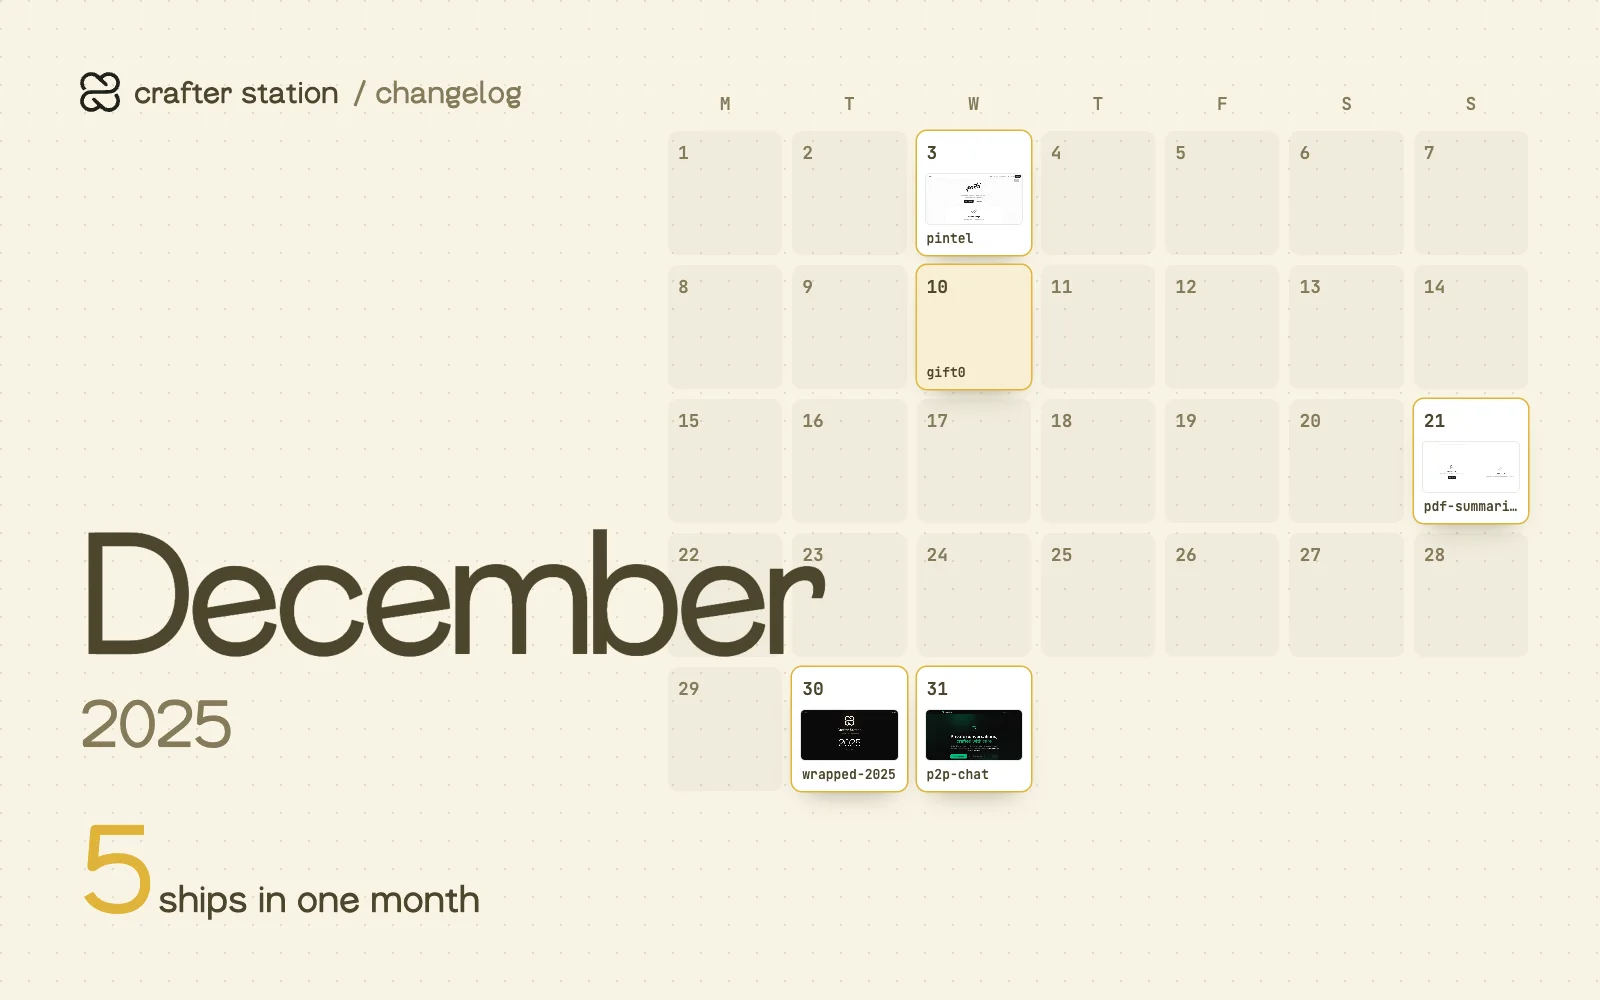 crafter station / changelog
M T W T F S S
1 2 3 4 5 6 7
pintel
8 9 10 11 12 13 14
gift0
15 16 17 18 19 20 21
pdf-summari…
22 23 24 25 26 27 28
December
29 30 31
2025
wrapped-2025 p2p-chat
2025
5 ships in one month